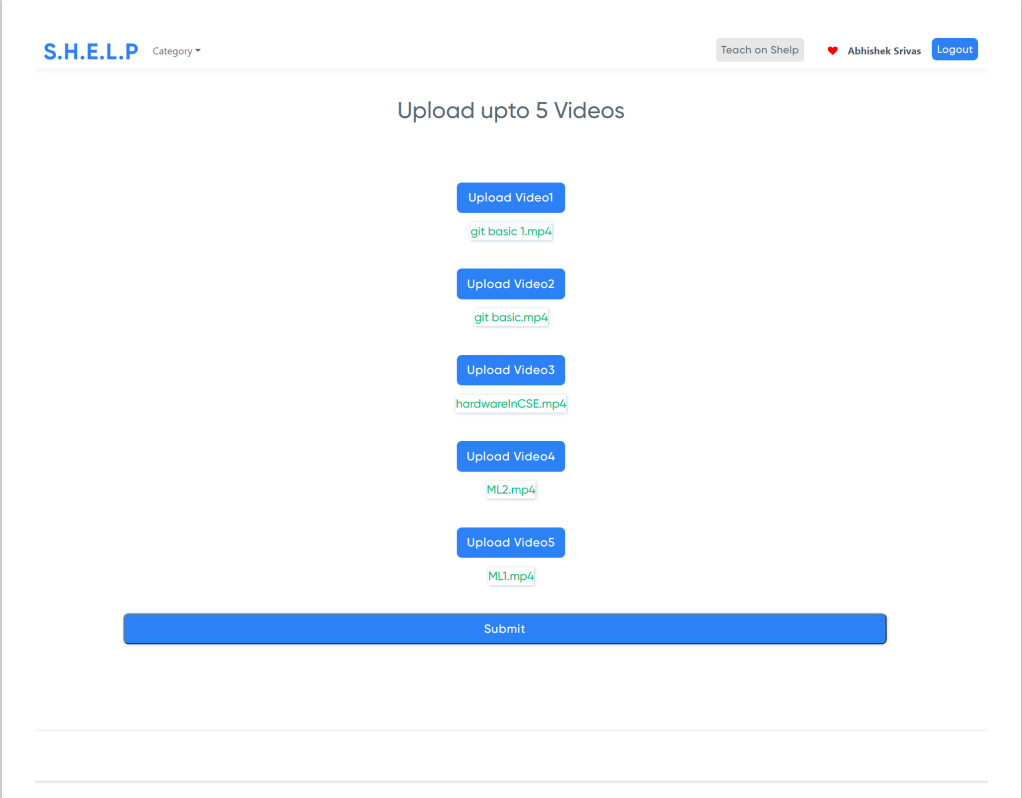 S.H.E.L.P Category Teach on Shelp Abhishek Srivas Logout
Upload upto 5 Videos
Upload Video1
git basic 1.mp4
Upload Video2
git basic.mp4
Upload Video3
hardwareInCSE.mp4
Upload Video4
ML2.mp4
Upload Video5
ML1.mp4
Submit